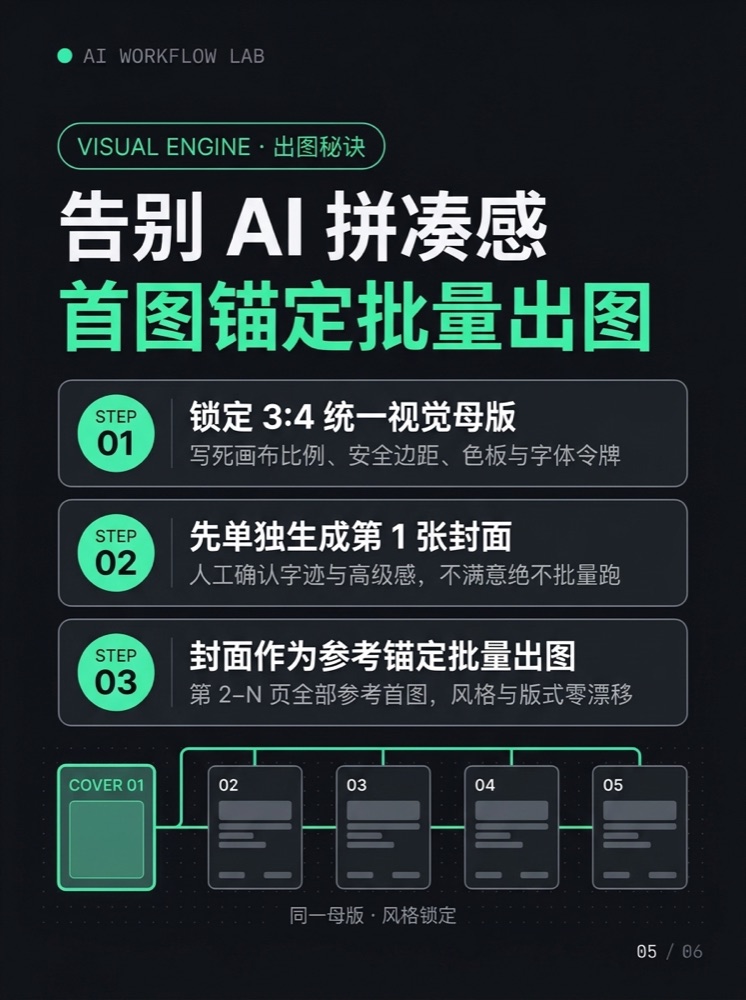 AI WORKFLOW LAB
VISUAL ENGINE · 出图秘诀
告别 AI 拼凑感
首图锚定批量出图
STEP
01
锁定 3:4 统一视觉母版
写死画布比例、安全边距、色板与字体令牌
STEP
02
先单独生成第 1 张封面
人工确认字迹与高级感，不满意绝不批量跑
STEP
03
封面作为参考锚定批量出图
第 2–N 页全部参考首图，风格与版式零漂移
COVER 01
02
03
04
05
同一母版 · 风格锁定
05 / 06